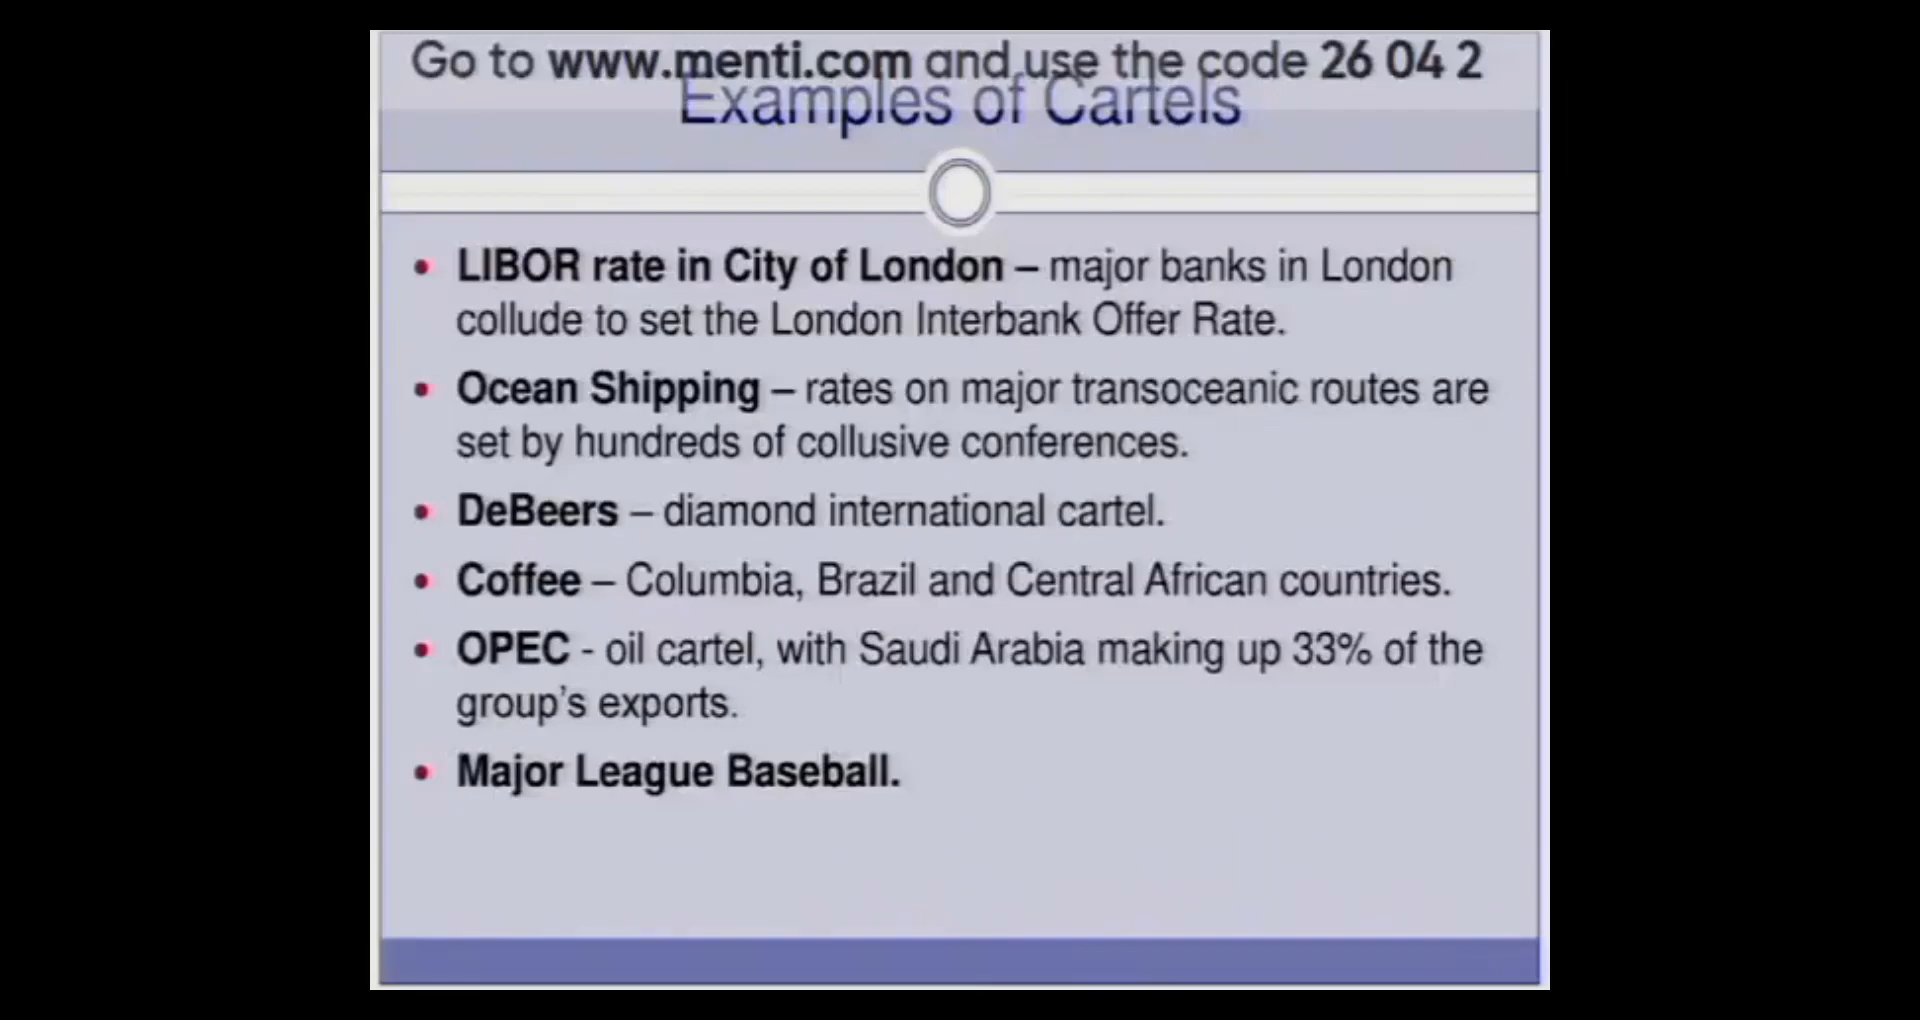 Go to www.menti.com and use the code 26 04 2
Examples of Cartels
• LIBOR rate in City of London – major banks in London
collude to set the London Interbank Offer Rate.
• Ocean Shipping – rates on major transoceanic routes are
set by hundreds of collusive conferences.
• DeBeers – diamond international cartel.
• Coffee – Columbia, Brazil and Central African countries.
• OPEC - oil cartel, with Saudi Arabia making up 33% of the
group's exports.
• Major League Baseball.